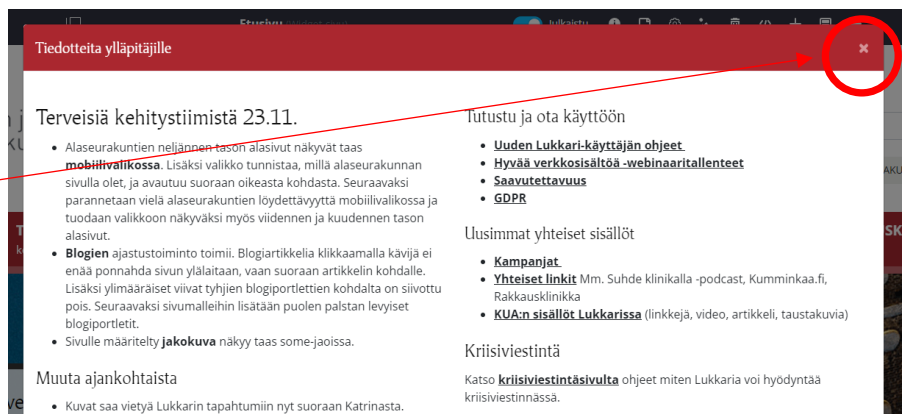 Etusivu
Julkaistu
Tiedotteita ylläpitäjille
Terveisiä kehitystiimistä 23.11.
• Alaseurakuntien neljännen tason alasivut näkyvät taas
mobiilivalikossa. Lisäksi valikko tunnistaa, millä alaseurakunnan
sivulla olet, ja avautuu suoraan oikeasta kohdasta. Seuraavaksi
parannetaan vielä alaseurakuntien löydettävyyttä mobiilivalikossa ja
tuodaan valikkoon näkyväksi myös viidennen ja kuudennen tason
alasivut.
• Blogien ajastustoiminto toimii. Blogiartikkelia klikkaamalla kävijä ei
enää ponnahda sivun ylälaitaan, vaan suoraan artikkelin kohdalle.
Lisäksi ylimääräiset viivat tyhjien blogiportlettien kohdalta on siivottu
pois. Seuraavaksi sivumalleihin lisätään puolen palstan levyiset
blogiportletit.
• Sivulle määritelty jakokuva näkyy taas some-jaoissa.
Muuta ajankohtaista
• Kuvat saa vietyä Lukkarin tapahtumiin nyt suoraan Katrinasta.
Tutustu ja ota käyttöön
• Uuden Lukkari-käyttäjän ohjeet
• Hyvää verkkosisältöä -webinaaritallenteet
• Saavutettavuus
• GDPR
Uusimmat yhteiset sisällöt
• Kampanjat
• Yhteiset linkit Mm. Suhde klinikalla -podcast, Kumminkaa.fi,
Rakkausklinikka
• KUA:n sisällöt Lukkarissa (linkkejä, video, artikkeli, taustakuvia)
Kriisiviestintä
Katso kriisiviestintäsivulta ohjeet miten Lukkaria voi hyödyntää
kriisiviestinnässä.